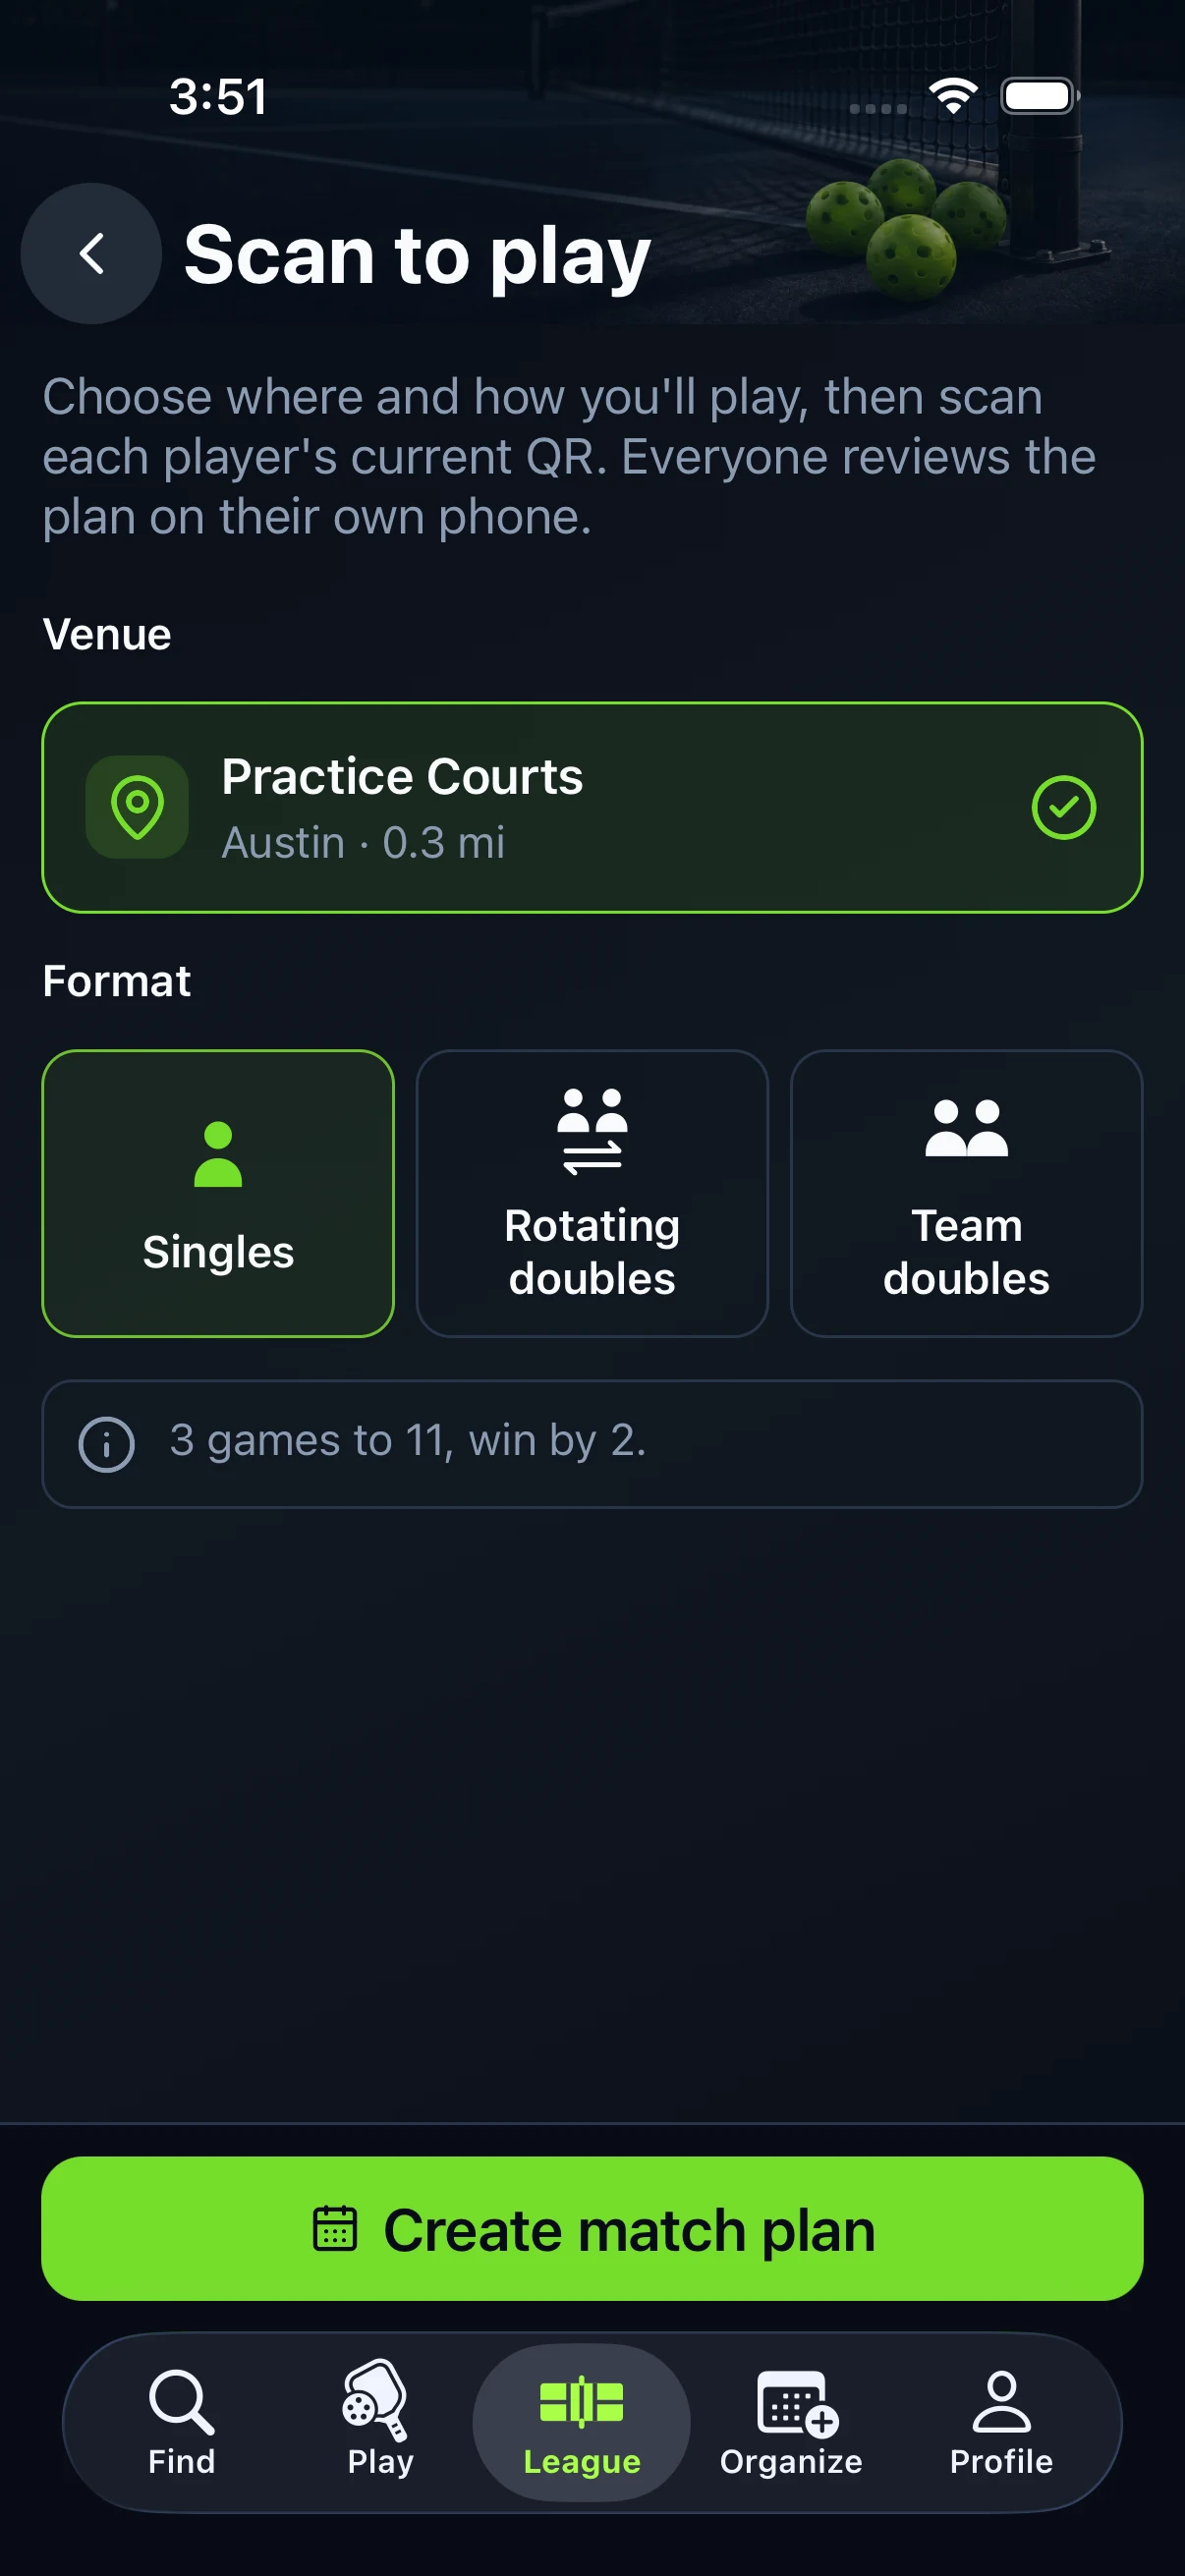 3:51
Scan to play
Choose where and how you'll play, then scan
each player's current QR. Everyone reviews the
plan on their own phone.
Venue
Practice Courts
Austin · 0.3 mi
Format
Singles
Rotating
doubles
Team
doubles
3 games to 11, win by 2.
Create match plan
Find
Play
League
Organize
Profile